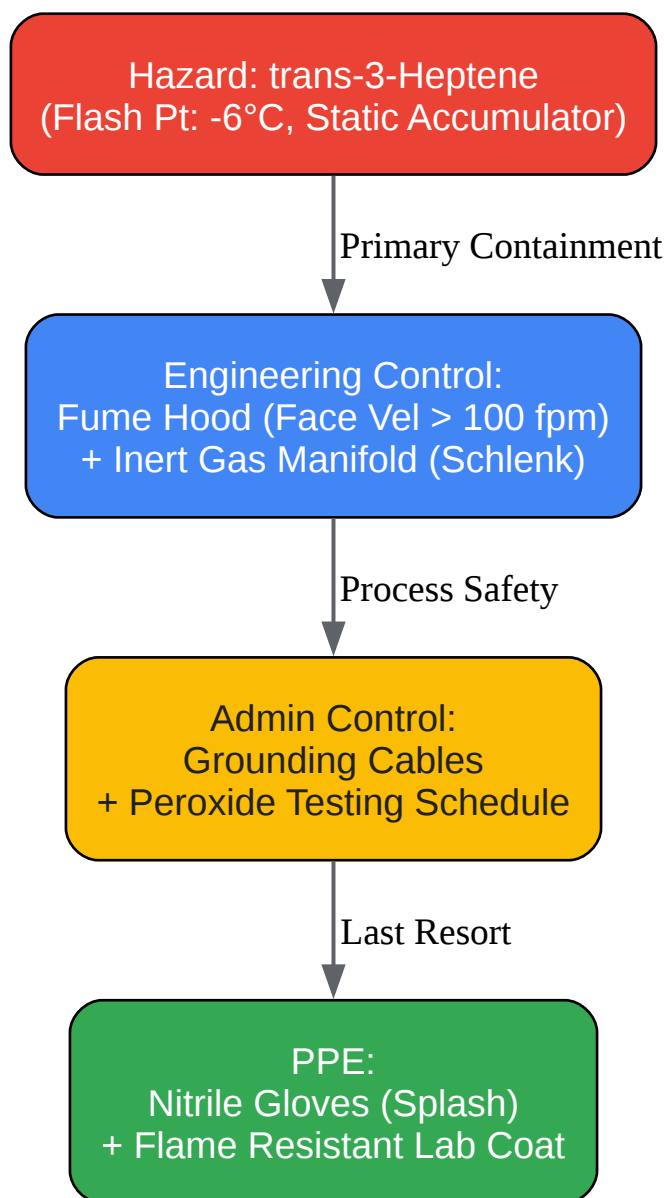 Hazard: trans-3-Heptene
(Flash Pt: -6°C, Static Accumulator)
Primary Containment
Engineering Control:
Fume Hood (Face Vel > 100 fpm)
+ Inert Gas Manifold (Schlenk)
Process Safety
Admin Control:
Grounding Cables
+ Peroxide Testing Schedule
Last Resort
PPE:
Nitrile Gloves (Splash)
+ Flame Resistant Lab Coat